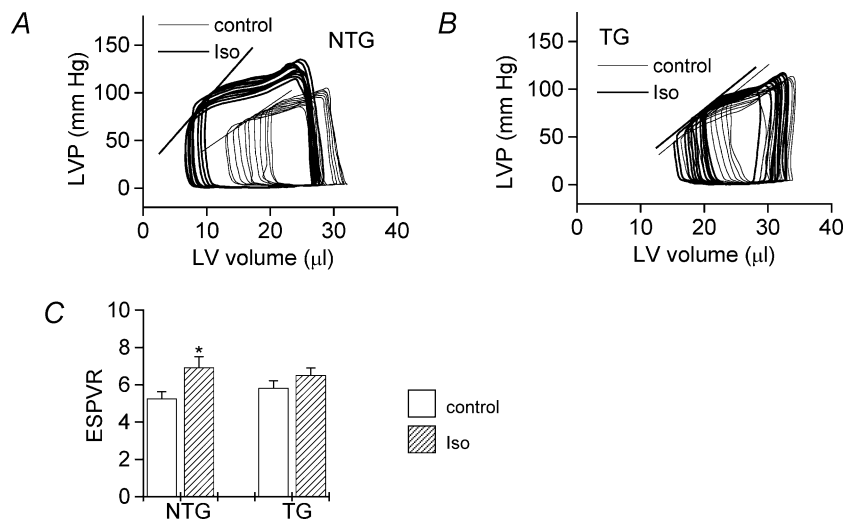 A
control
Iso
NTG
LVP (mm Hg)
150
100
50
0
0
10
20
30
40
LV volume (μl)
B
TG
control
Iso
LVP (mm Hg)
150
100
50
0
0
10
20
30
40
LV volume (μl)
C
ESPVR
10
8
6
4
2
0
*
NTG
TG
control
Iso